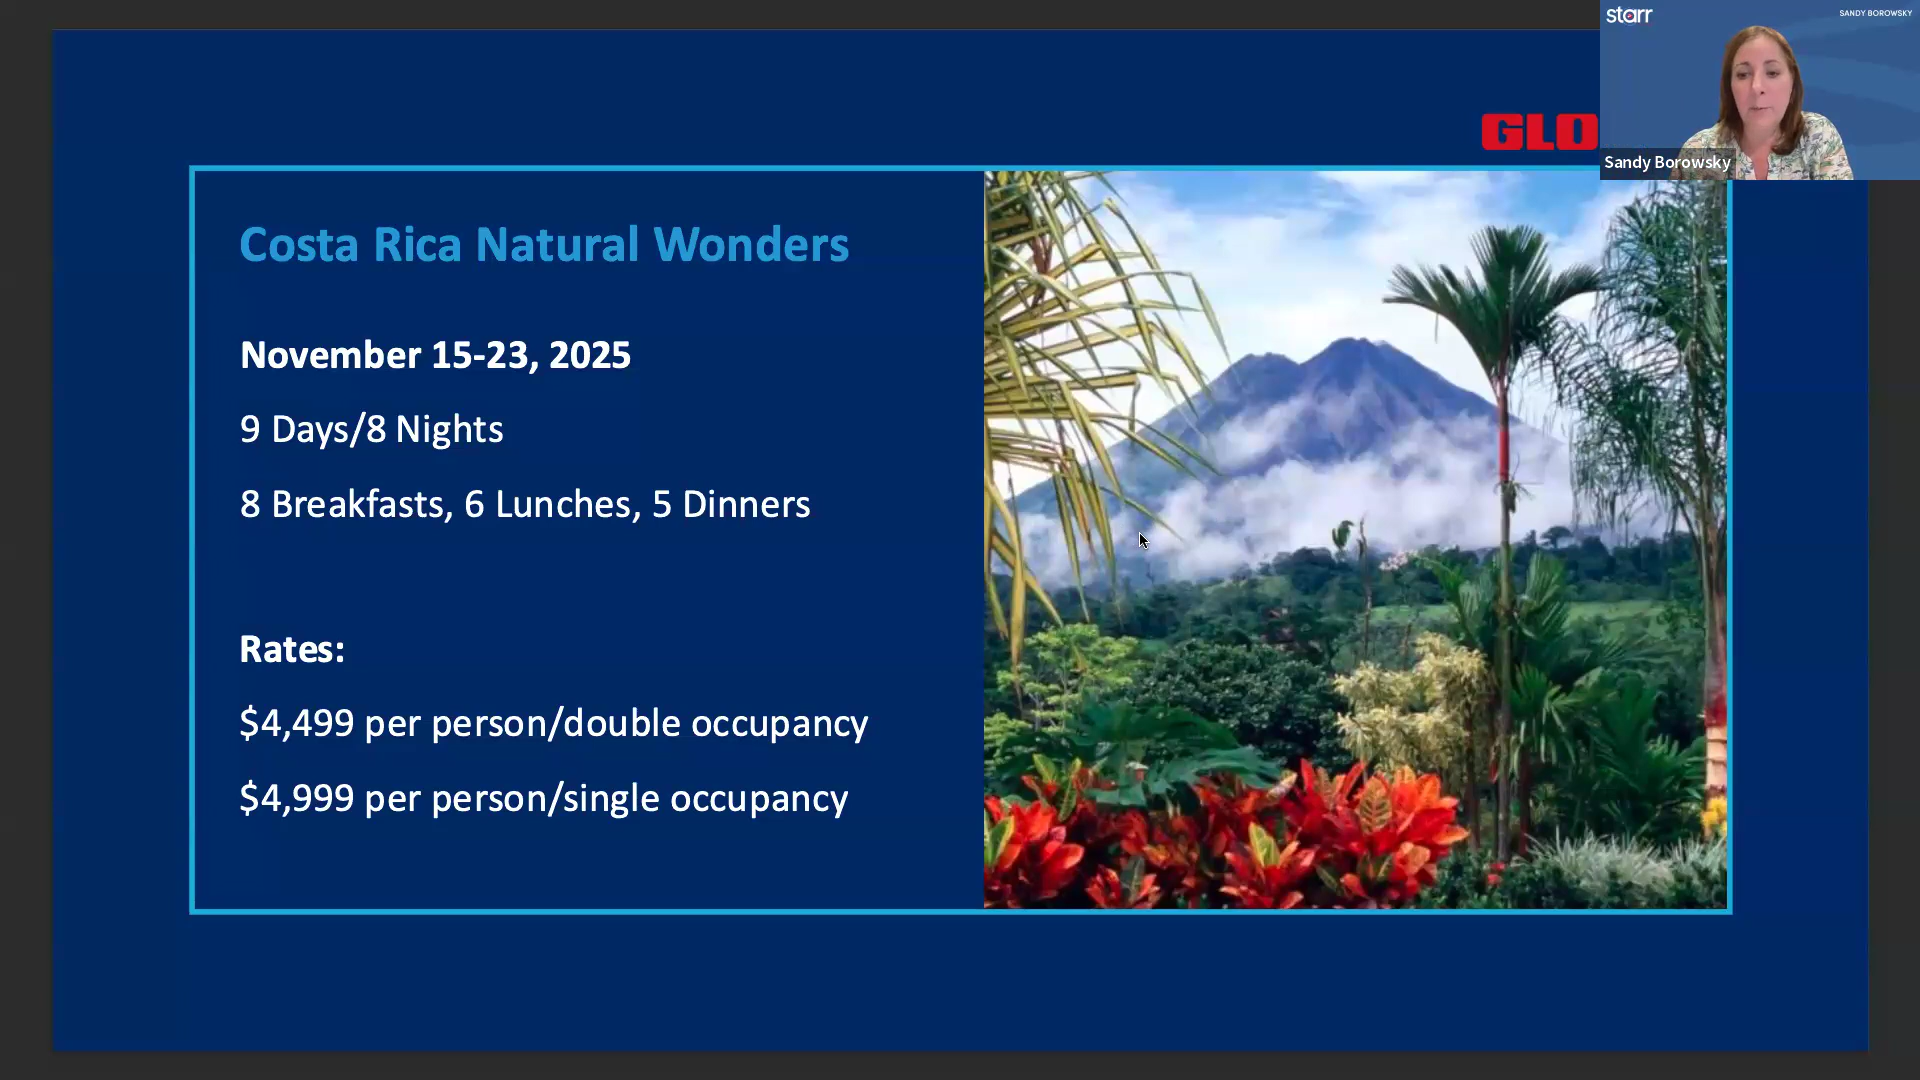 starr
SANDY BOROWSKY
GLO
Sandy Borowsky
Costa Rica Natural Wonders
November 15-23, 2025
9 Days/8 Nights
8 Breakfasts, 6 Lunches, 5 Dinners
Rates:
$4,499 per person/double occupancy
$4,999 per person/single occupancy